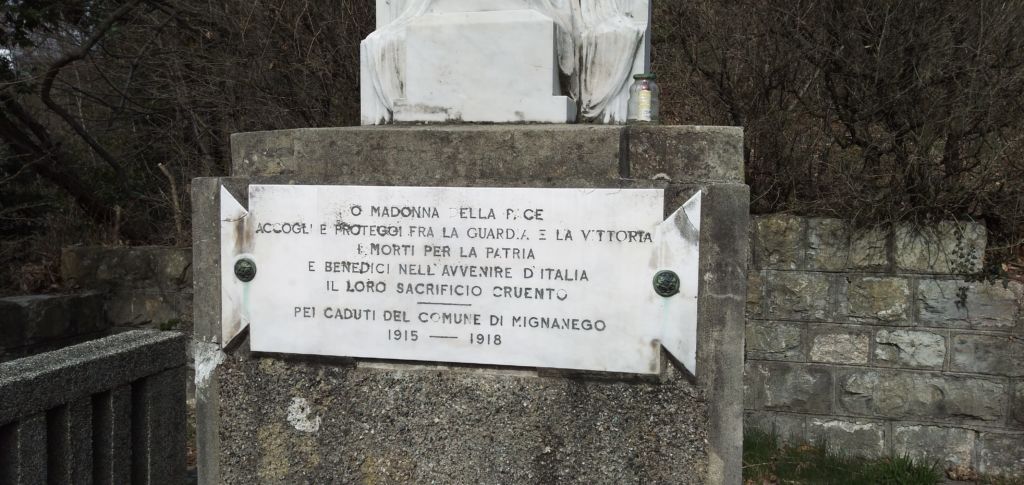 O MADONNA DELLA PACE
ACCOGLI E PROTEGGI FRA LA GUARDIA E LA VITTORIA
I MORTI PER LA PATRIA
E BENEDICI NELL'AVVENIRE D'ITALIA
IL LORO SACRIFICIO CRUENTO
PEI CADUTI DEL COMUNE DI MIGNANEGO
1915 — 1918